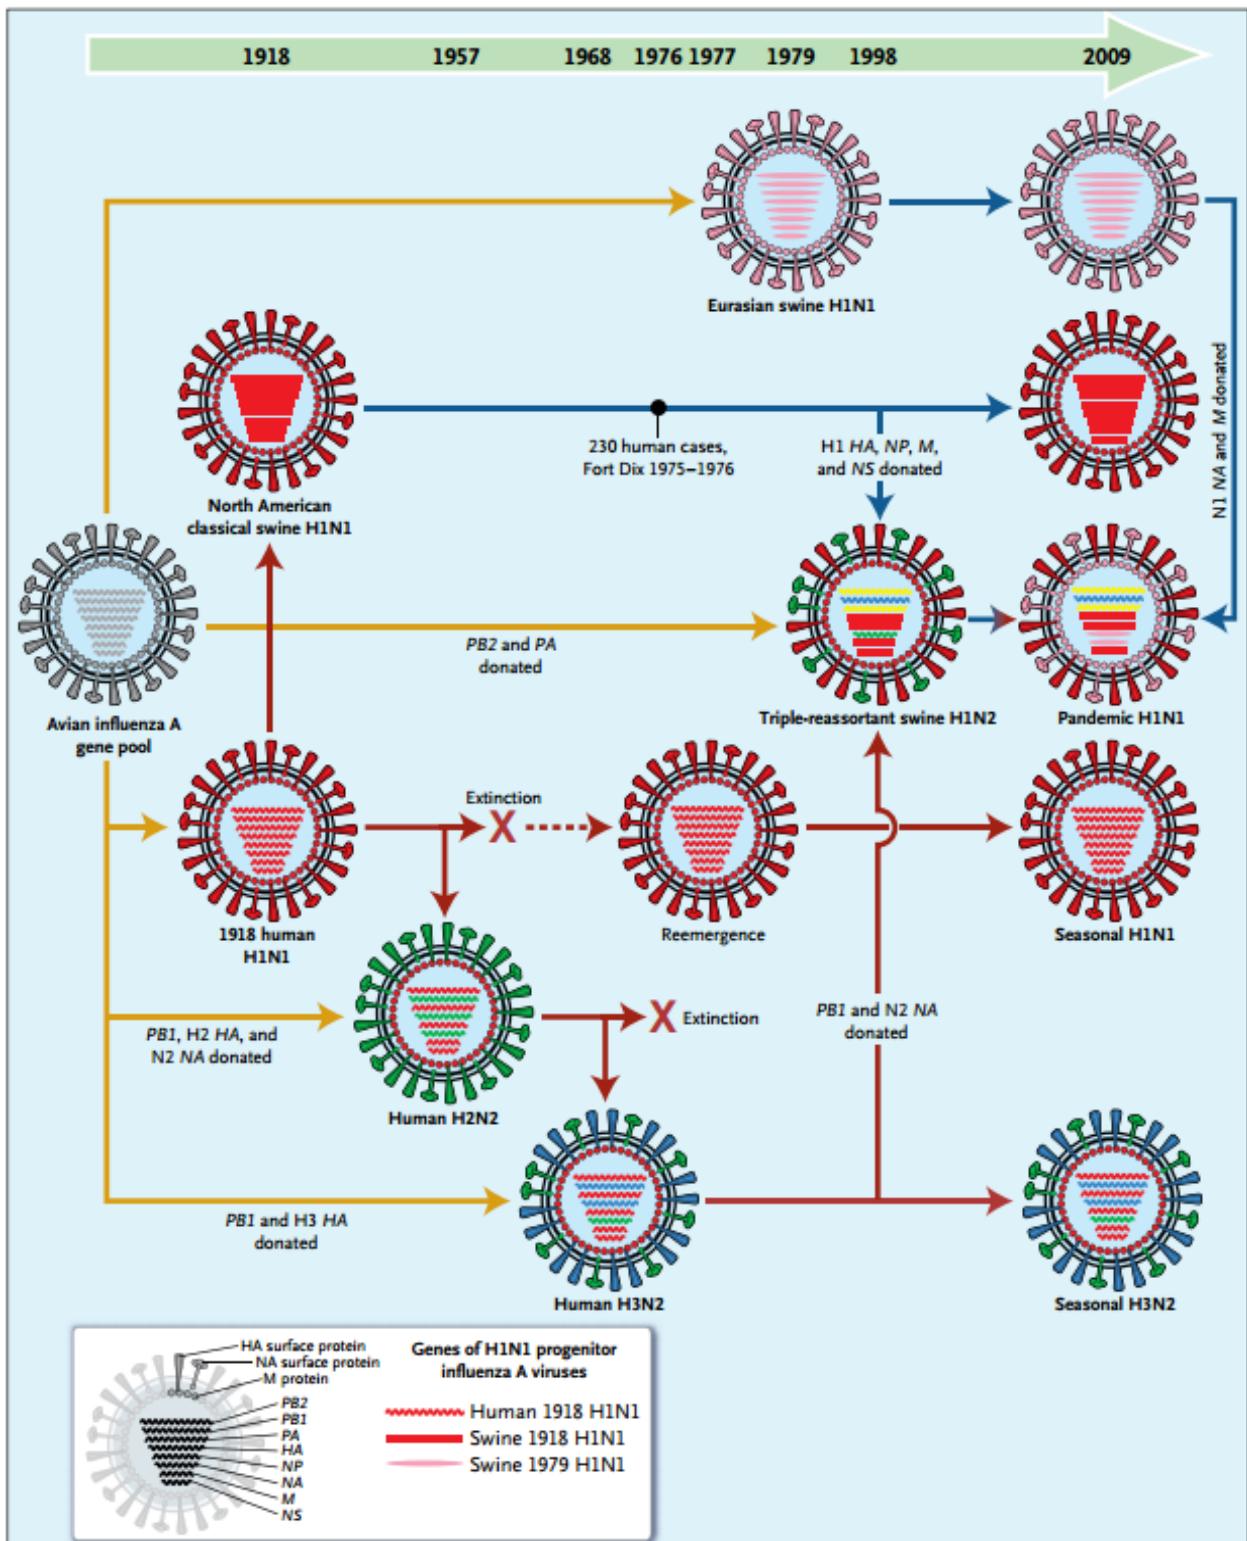 1918 1957 1968 1976 1977 1979 1998 2009
Eurasian swine H1N1
N1 NA and M donated
230 human cases,
Fort Dix 1975–1976
H1 HA, NP, M,
and NS donated
North American
classical swine H1N1
PB2 and PA
donated
Avian influenza A
gene pool
Triple-reassortant swine H1N2
Pandemic H1N1
Extinction
X
1918 human
H1N1
Reemergence
Seasonal H1N1
PB1, H2 HA, and
N2 NA donated
X Extinction
PB1 and N2 NA
donated
Human H2N2
PB1 and H3 HA
donated
Human H3N2
Seasonal H3N2
HA surface protein
NA surface protein
M protein
PB2
PB1
PA
HA
NP
NA
M
NS
Genes of H1N1 progenitor
influenza A viruses
Human 1918 H1N1
Swine 1918 H1N1
Swine 1979 H1N1